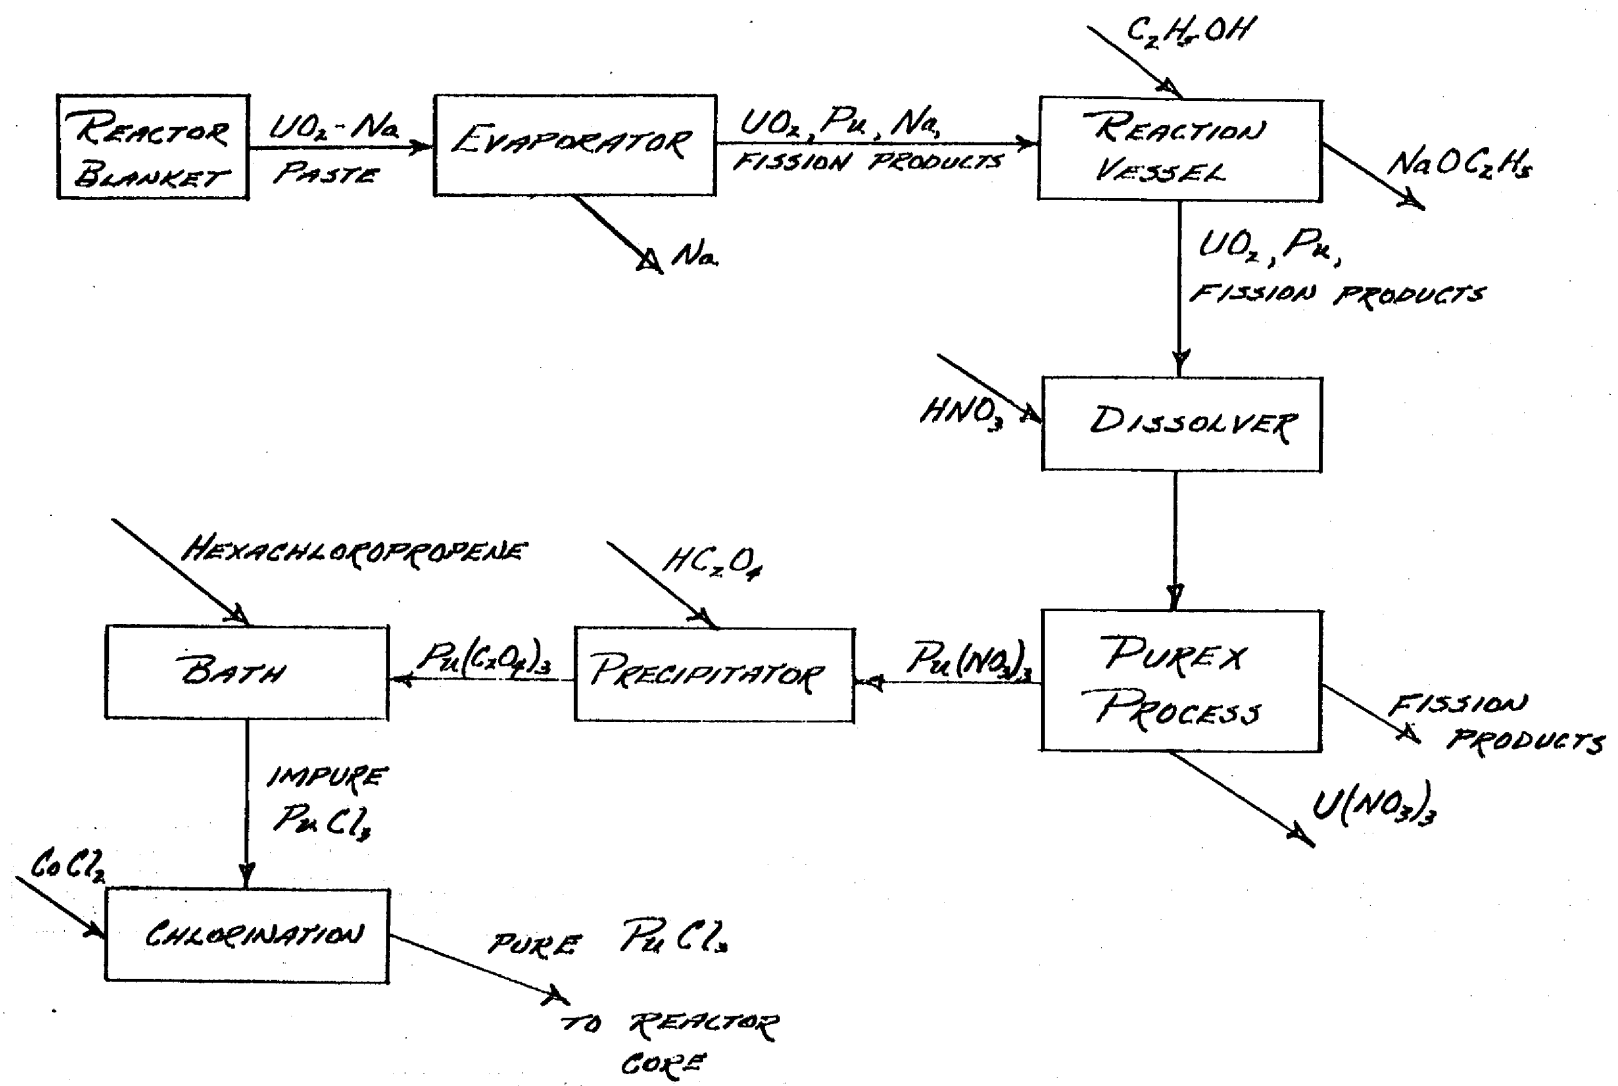 C₂H₅OH
REACTOR
BLANKET
UO₂-Na
PASTE
EVAPORATOR
UO₂, Pu, Na,
FISSION PRODUCTS
REACTION
VESSEL
NaOC₂H₅
Na
UO₂, Pu,
FISSION PRODUCTS
HNO₃
DISSOLVER
HEXACHLOROPROPENE
HC₂O₄
BATH
Pu(C₂O₄)₃
PRECIPITATOR
Pu(NO₃)₃
PUREX
PROCESS
FISSION
PRODUCTS
U(NO₃)₃
IMPURE
PuCl₃
CoCl₂
CHLORINATION
PURE PuCl₃
TO REACTOR
CORE